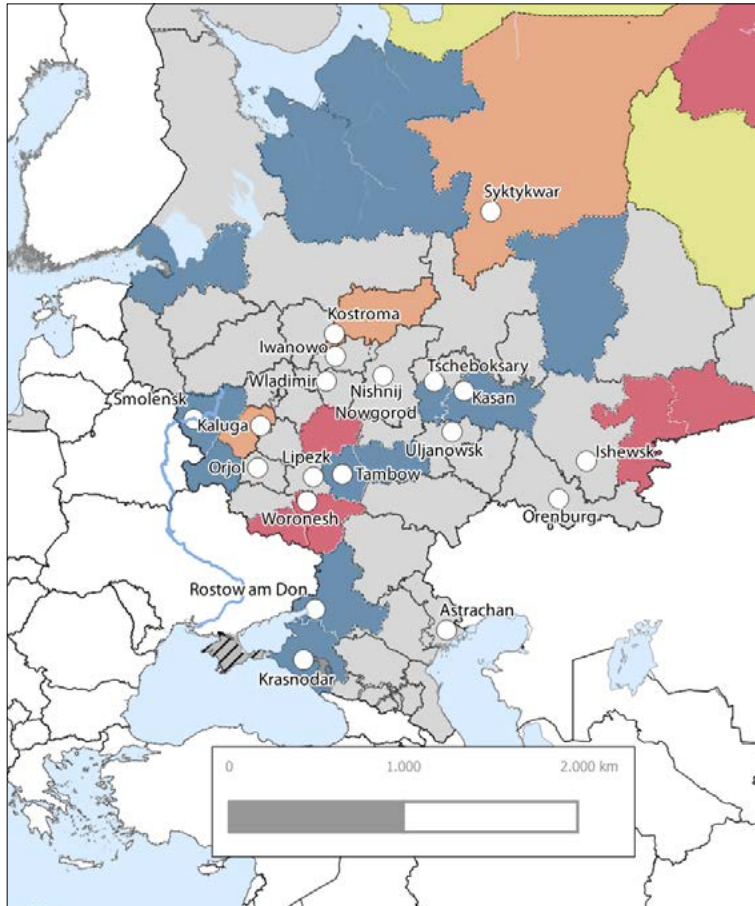 Syktykwar
Kostroma
Iwanowo
Wladimir
Nishnij
Nowgorod
Tscheboksary
Kasan
Smolensk
Kaluga
Uljanowsk
Ishewsk
Orjol
Lipezk
Tambow
Woronesh
Orenburg
Rostow am Don
Astrachan
Krasnodar
0 1.000 2.000 km